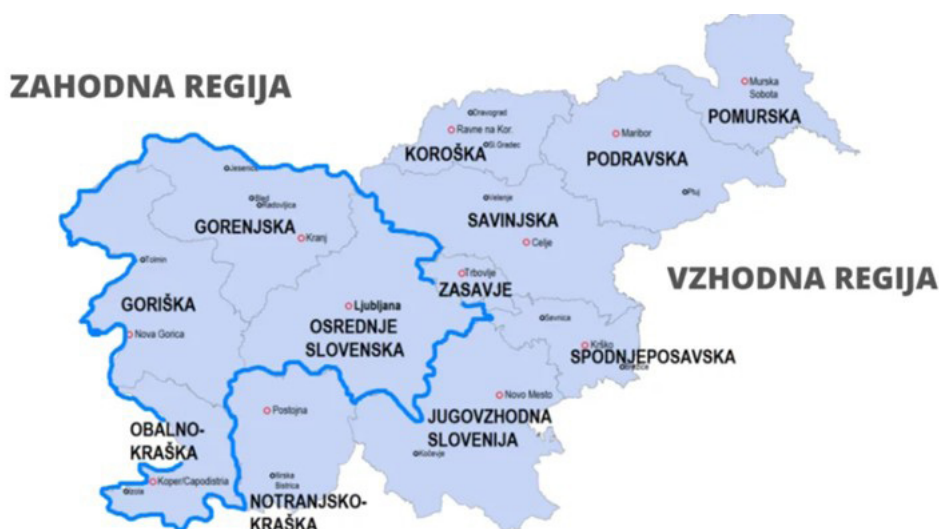 ZAHODNA REGIJA
Murska
Sobota
POMURSKA
Dravograd
Ravne na Kor.
Sl.Gradec
KOROŠKA
Maribor
PODRAVSKA
Ptuj
Jesenice
Bled
Radovljica
GORENJSKA
Kranj
Velenje
SAVINJSKA
Celje
Tolmin
GORIŠKA
Nova Gorica
Trbovlje
ZASAVJE
VZHODNA REGIJA
Ljubljana
OSREDNJE
SLOVENSKA
Sevnica
Krško
SPODNJEPOSAVSKA
Brežice
Postojna
Novo Mesto
JUGOVZHODNA
SLOVENIJA
Kočevje
OBALNO-
KRAŠKA
Koper/Capodistria
Izola
Ilirska
Bistrica
NOTRANJSKO-
KRAŠKA